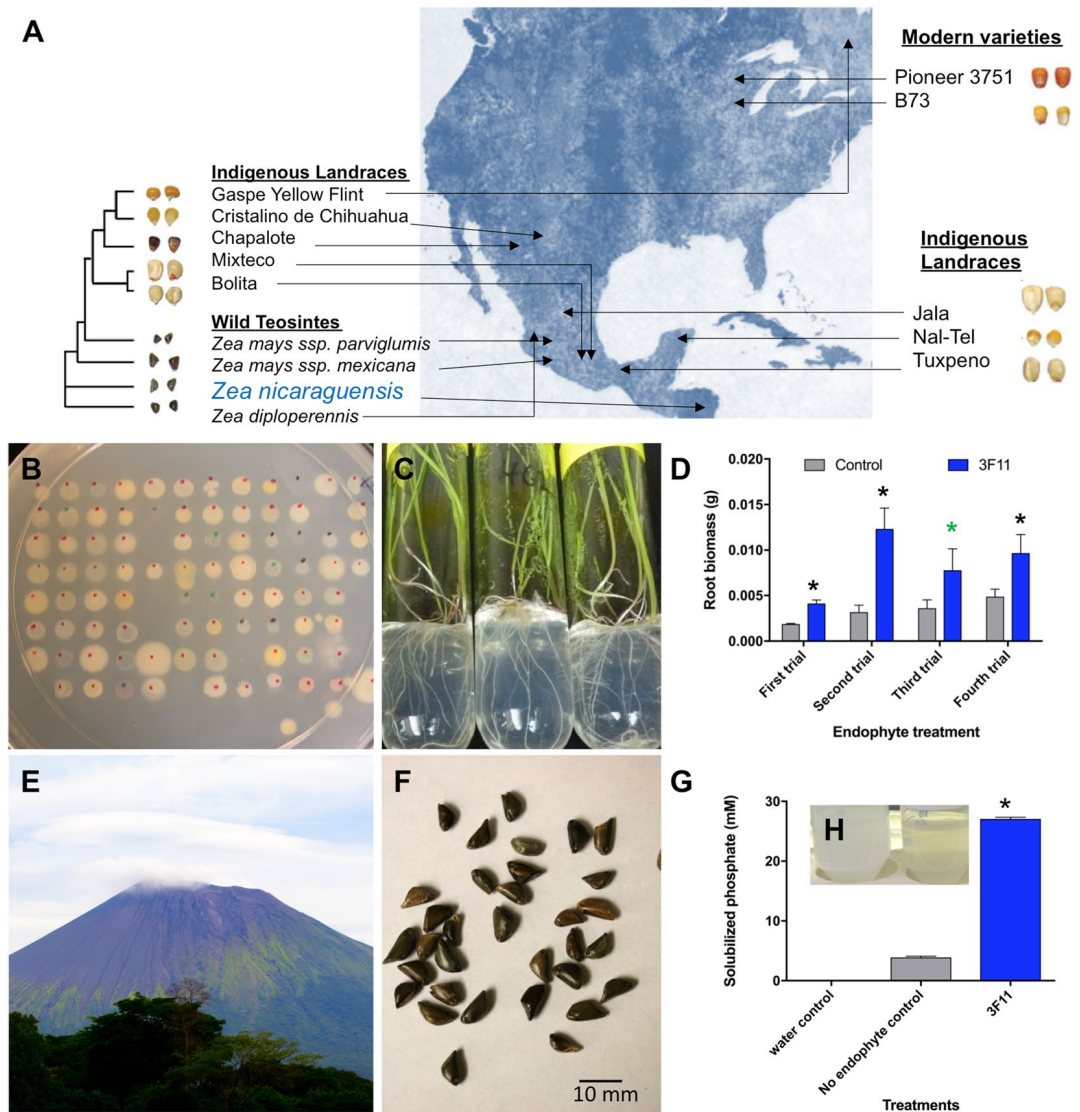 A
Modern varieties
Pioneer 3751
B73
Indigenous Landraces
Gaspe Yellow Flint
Cristalino de Chihuahua
Chapalote
Mixteco
Bolita
Wild Teosintes
Zea mays ssp. parviglumis
Zea mays ssp. mexicana
Zea nicaraguensis
Zea diploperennis
Indigenous
Landraces
Jala
Nal-Tel
Tuxpeno
B
C
D
Control
3F11
Root biomass (g)
0.020
0.015
0.010
0.005
0.000
*
*
*
*
First trial
Second trial
Third trial
Fourth trial
Endophyte treatment
E
F
10 mm
G
H
Solubilized phosphate (mM)
30
20
10
0
*
water control
No endophyte control
3F11
Treatments